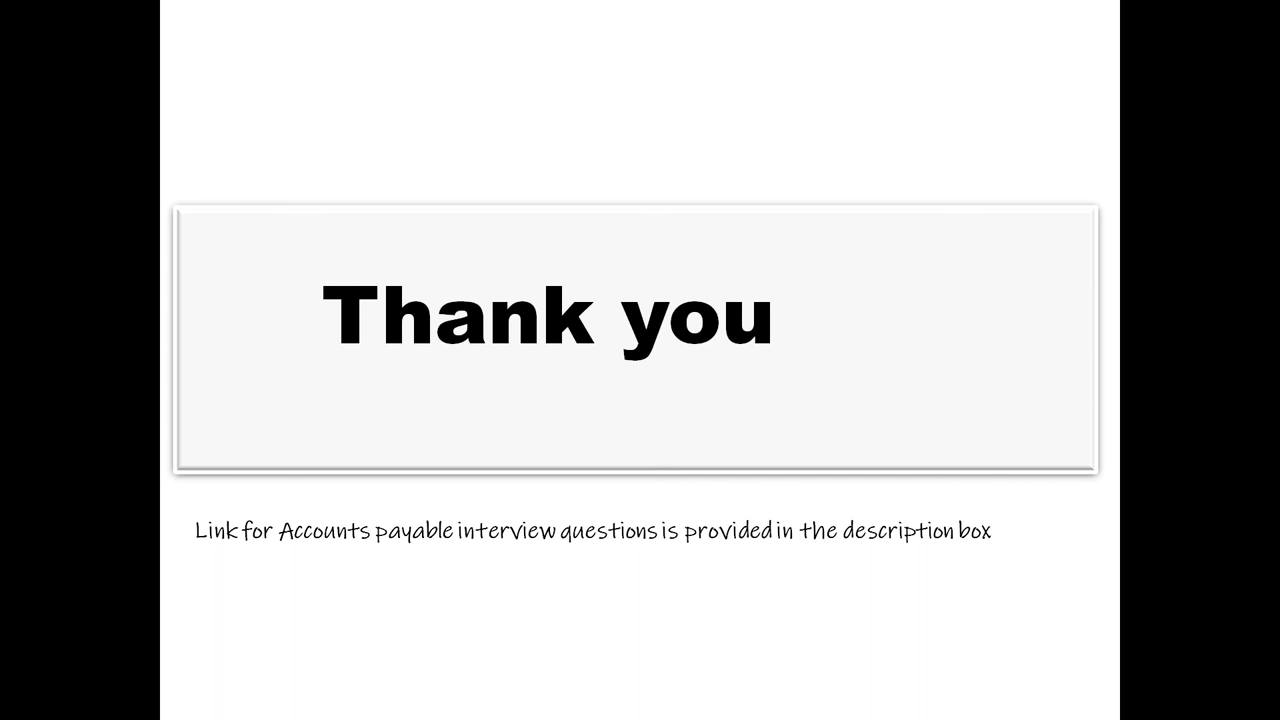 Thank you
Link for Accounts payable interview questions is provided in the description box